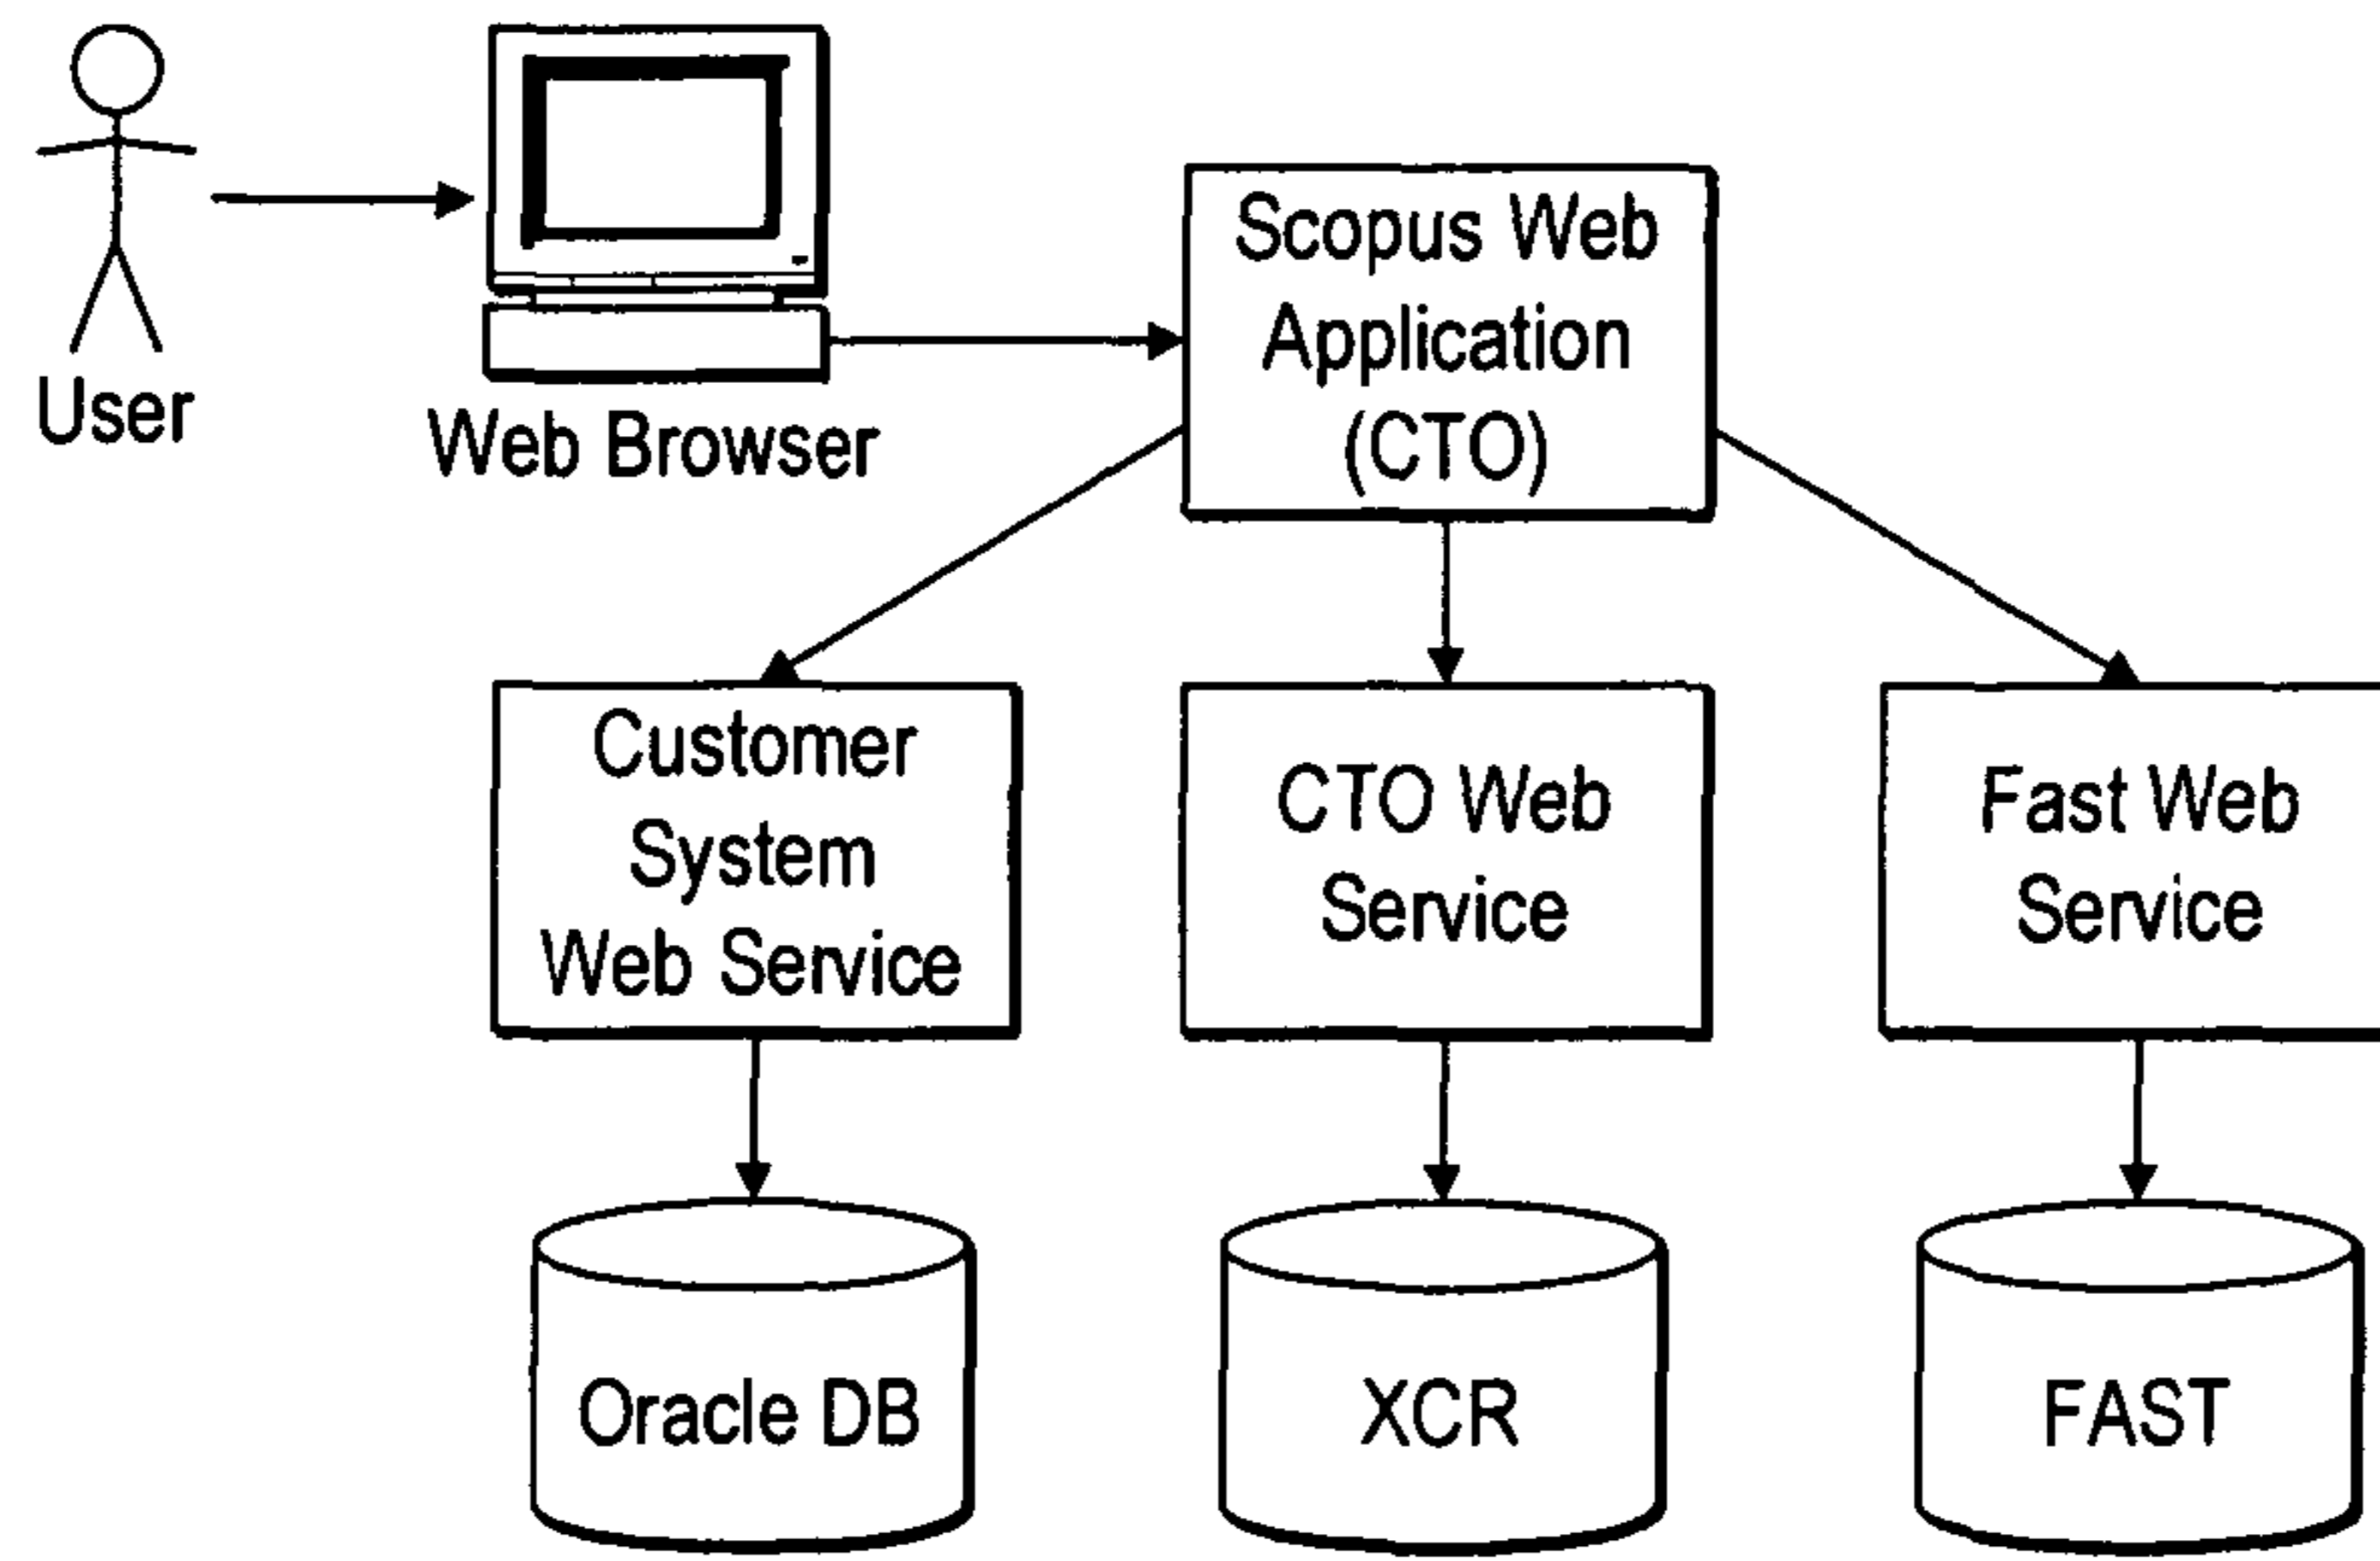 User
Web Browser
Scopus Web
Application
(CTO)
Customer
System
Web Service
CTO Web
Service
Fast Web
Service
Oracle DB
XCR
FAST